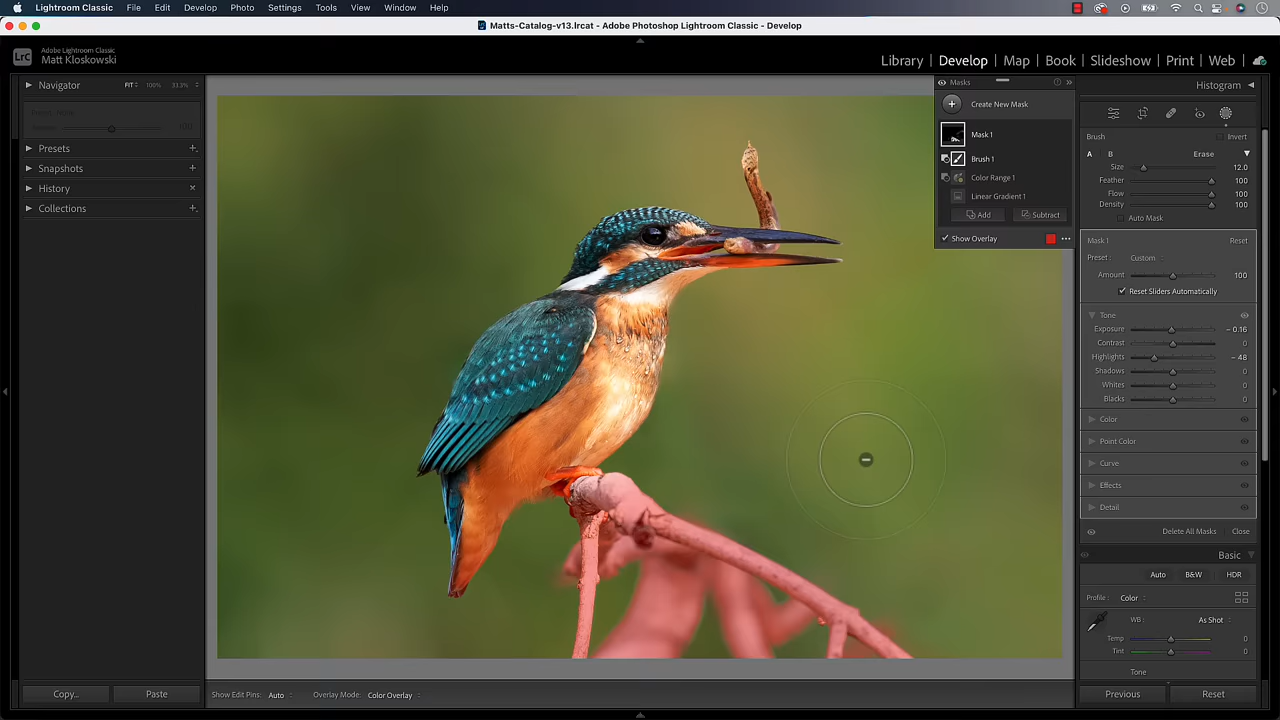 Lightroom Classic File Edit Develop Photo Settings Tools View Window Help
Matts-Catalog-v13.lrcat - Adobe Photoshop Lightroom Classic - Develop
LrC
Adobe Lightroom Classic
Matt Kloskowski
Library | Develop | Map | Book | Slideshow | Print | Web
Navigator FIT 100% 33.3%
Presets
Snapshots
History
Collections
Copy... Paste
Masks
Create New Mask
Mask 1
Brush 1
Color Range 1
Linear Gradient 1
Add Subtract
Show Overlay
Histogram
Brush Invert
A B Erase
Size 12.0
Feather 100
Flow 100
Density 100
Auto Mask
Mask 1 Reset
Preset: Custom
Amount 100
Reset Sliders Automatically
Tone
Exposure – 0.16
Contrast 0
Highlights – 48
Shadows 0
Whites 0
Blacks 0
Color
Point Color
Curve
Effects
Detail
Delete All Masks Close
Basic
Auto B&W HDR
Profile: Color
WB: As Shot
Temp 0
Tint 0
Tone
Previous Reset
Show Edit Pins: Auto Overlay Mode: Color Overlay